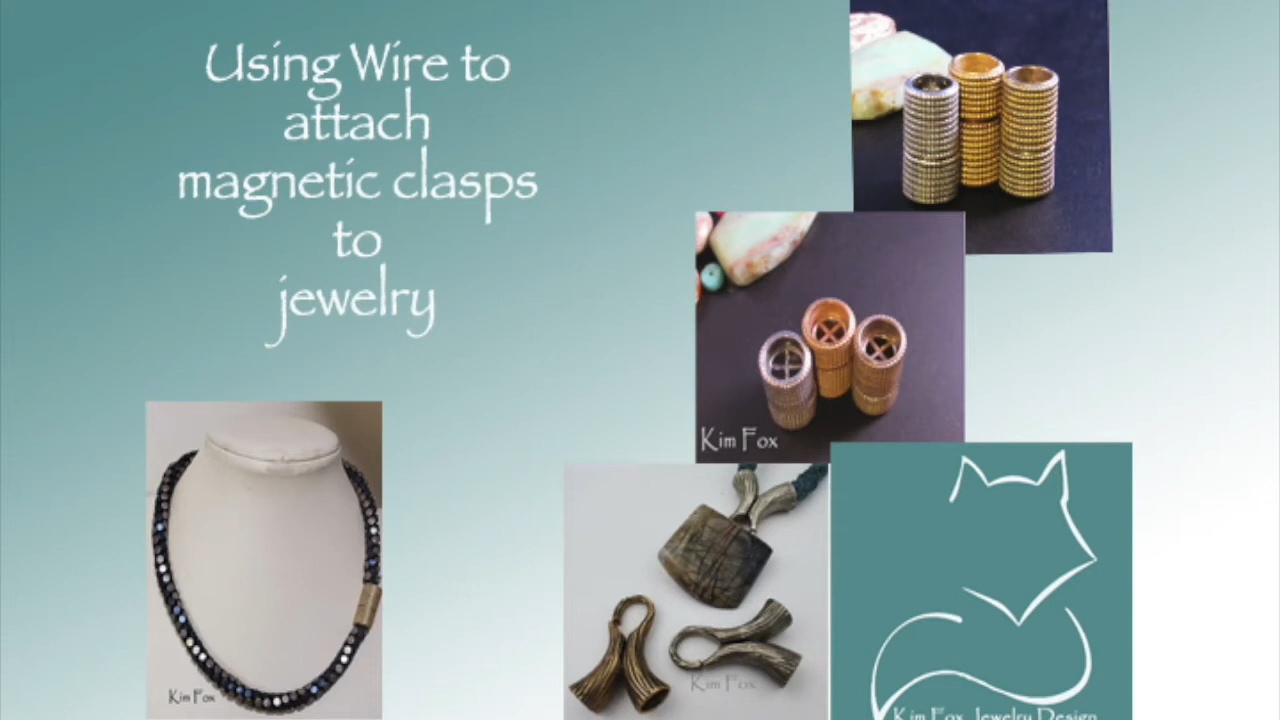 Using Wire to
attach
magnetic clasps
to
jewelry
Kim Fox
Kim Fox
Kim Fox
Kim Fox Jewelry Design